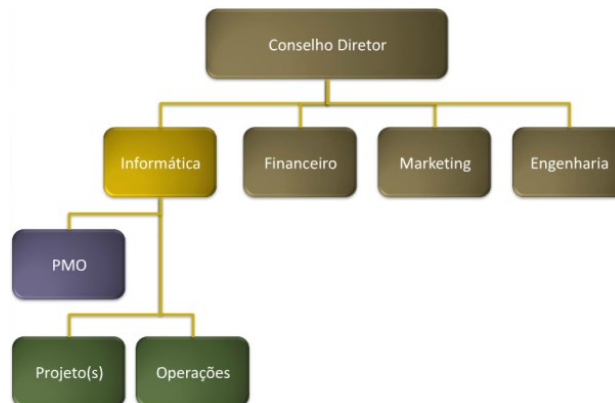 Conselho Diretor
Informática
Financeiro
Marketing
Engenharia
PMO
Projeto(s)
Operações